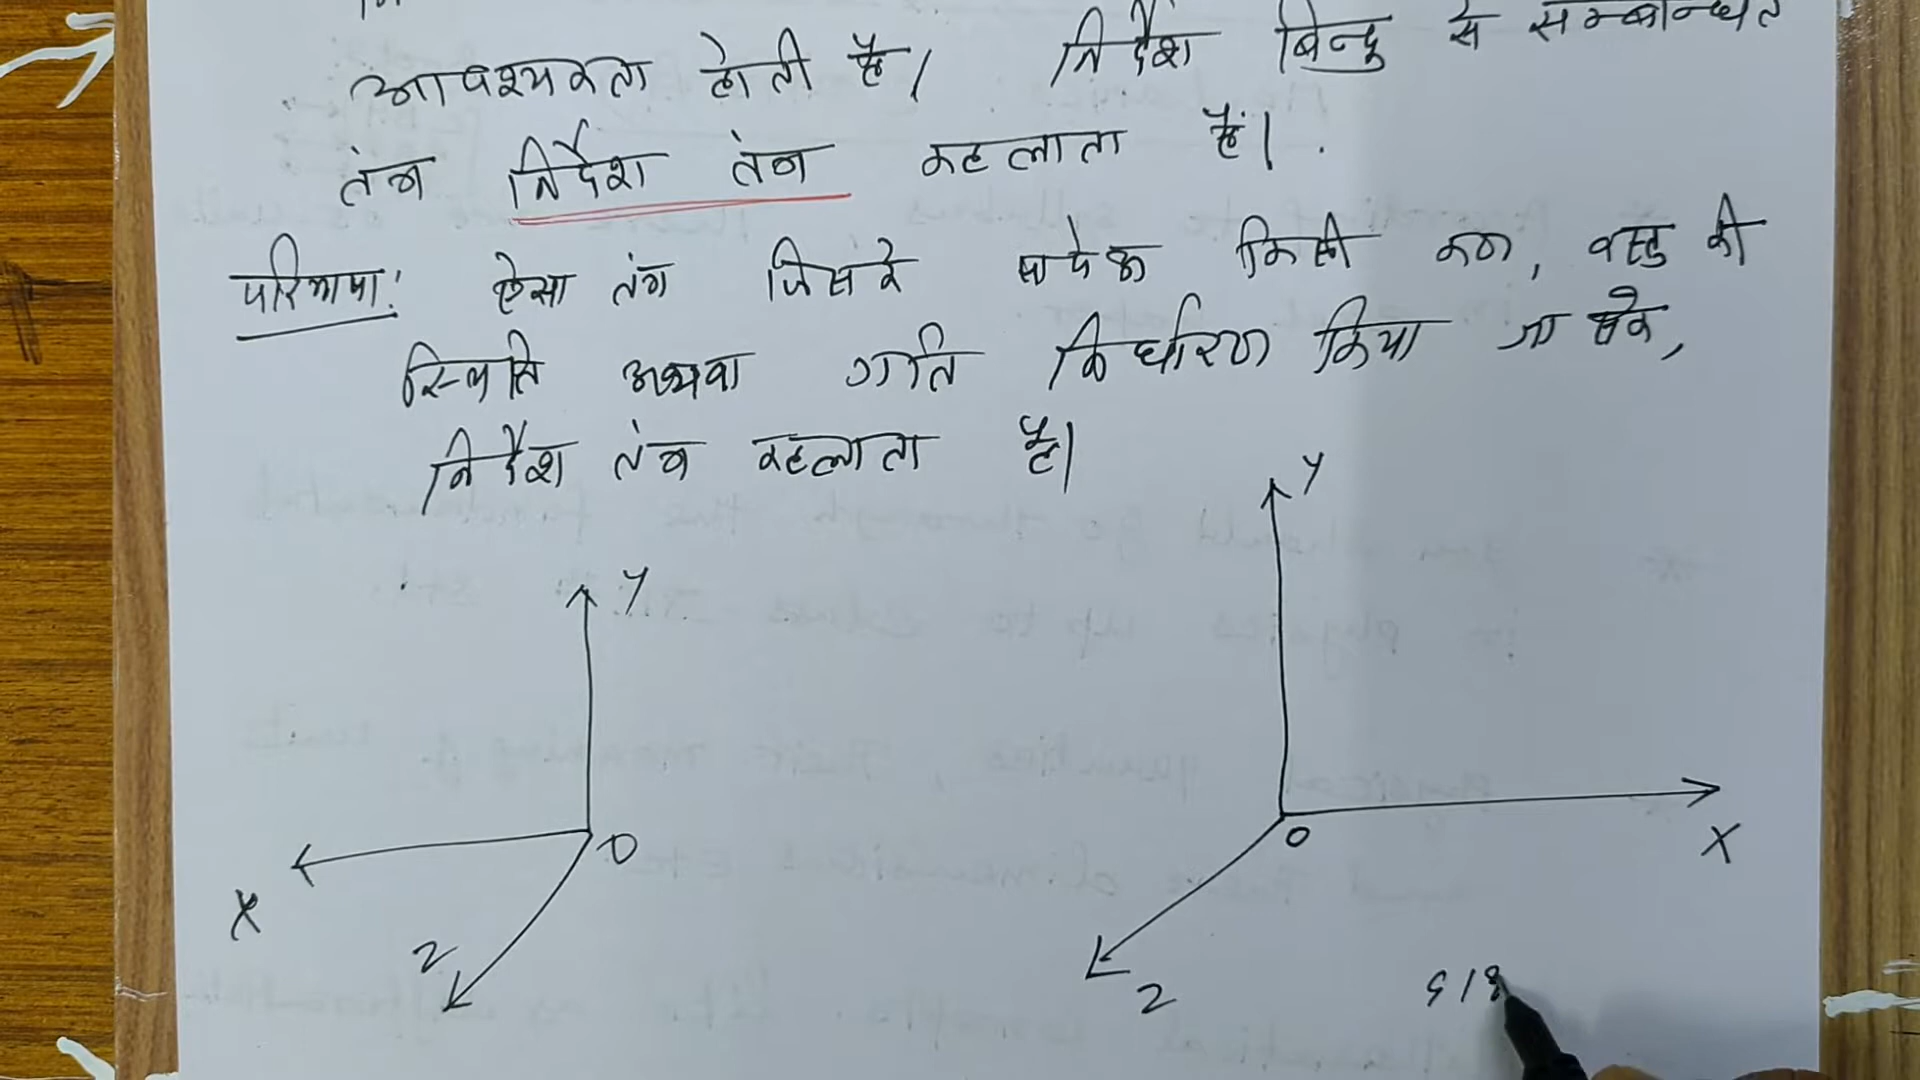 आवश्यकता होती है। निर्देश बिन्दु से सम्बन्धित
तंत्र निर्देश तंत्र कहलाता है।
परिभाषा: ऐसा तंत्र जिसके सापेक्ष किसी कण, वस्तु की
स्थिति अथवा गति निर्धारण किया जा सके,
निर्देश तंत्र कहलाता है।
Y
Y
O
X
Z
O
X
Z